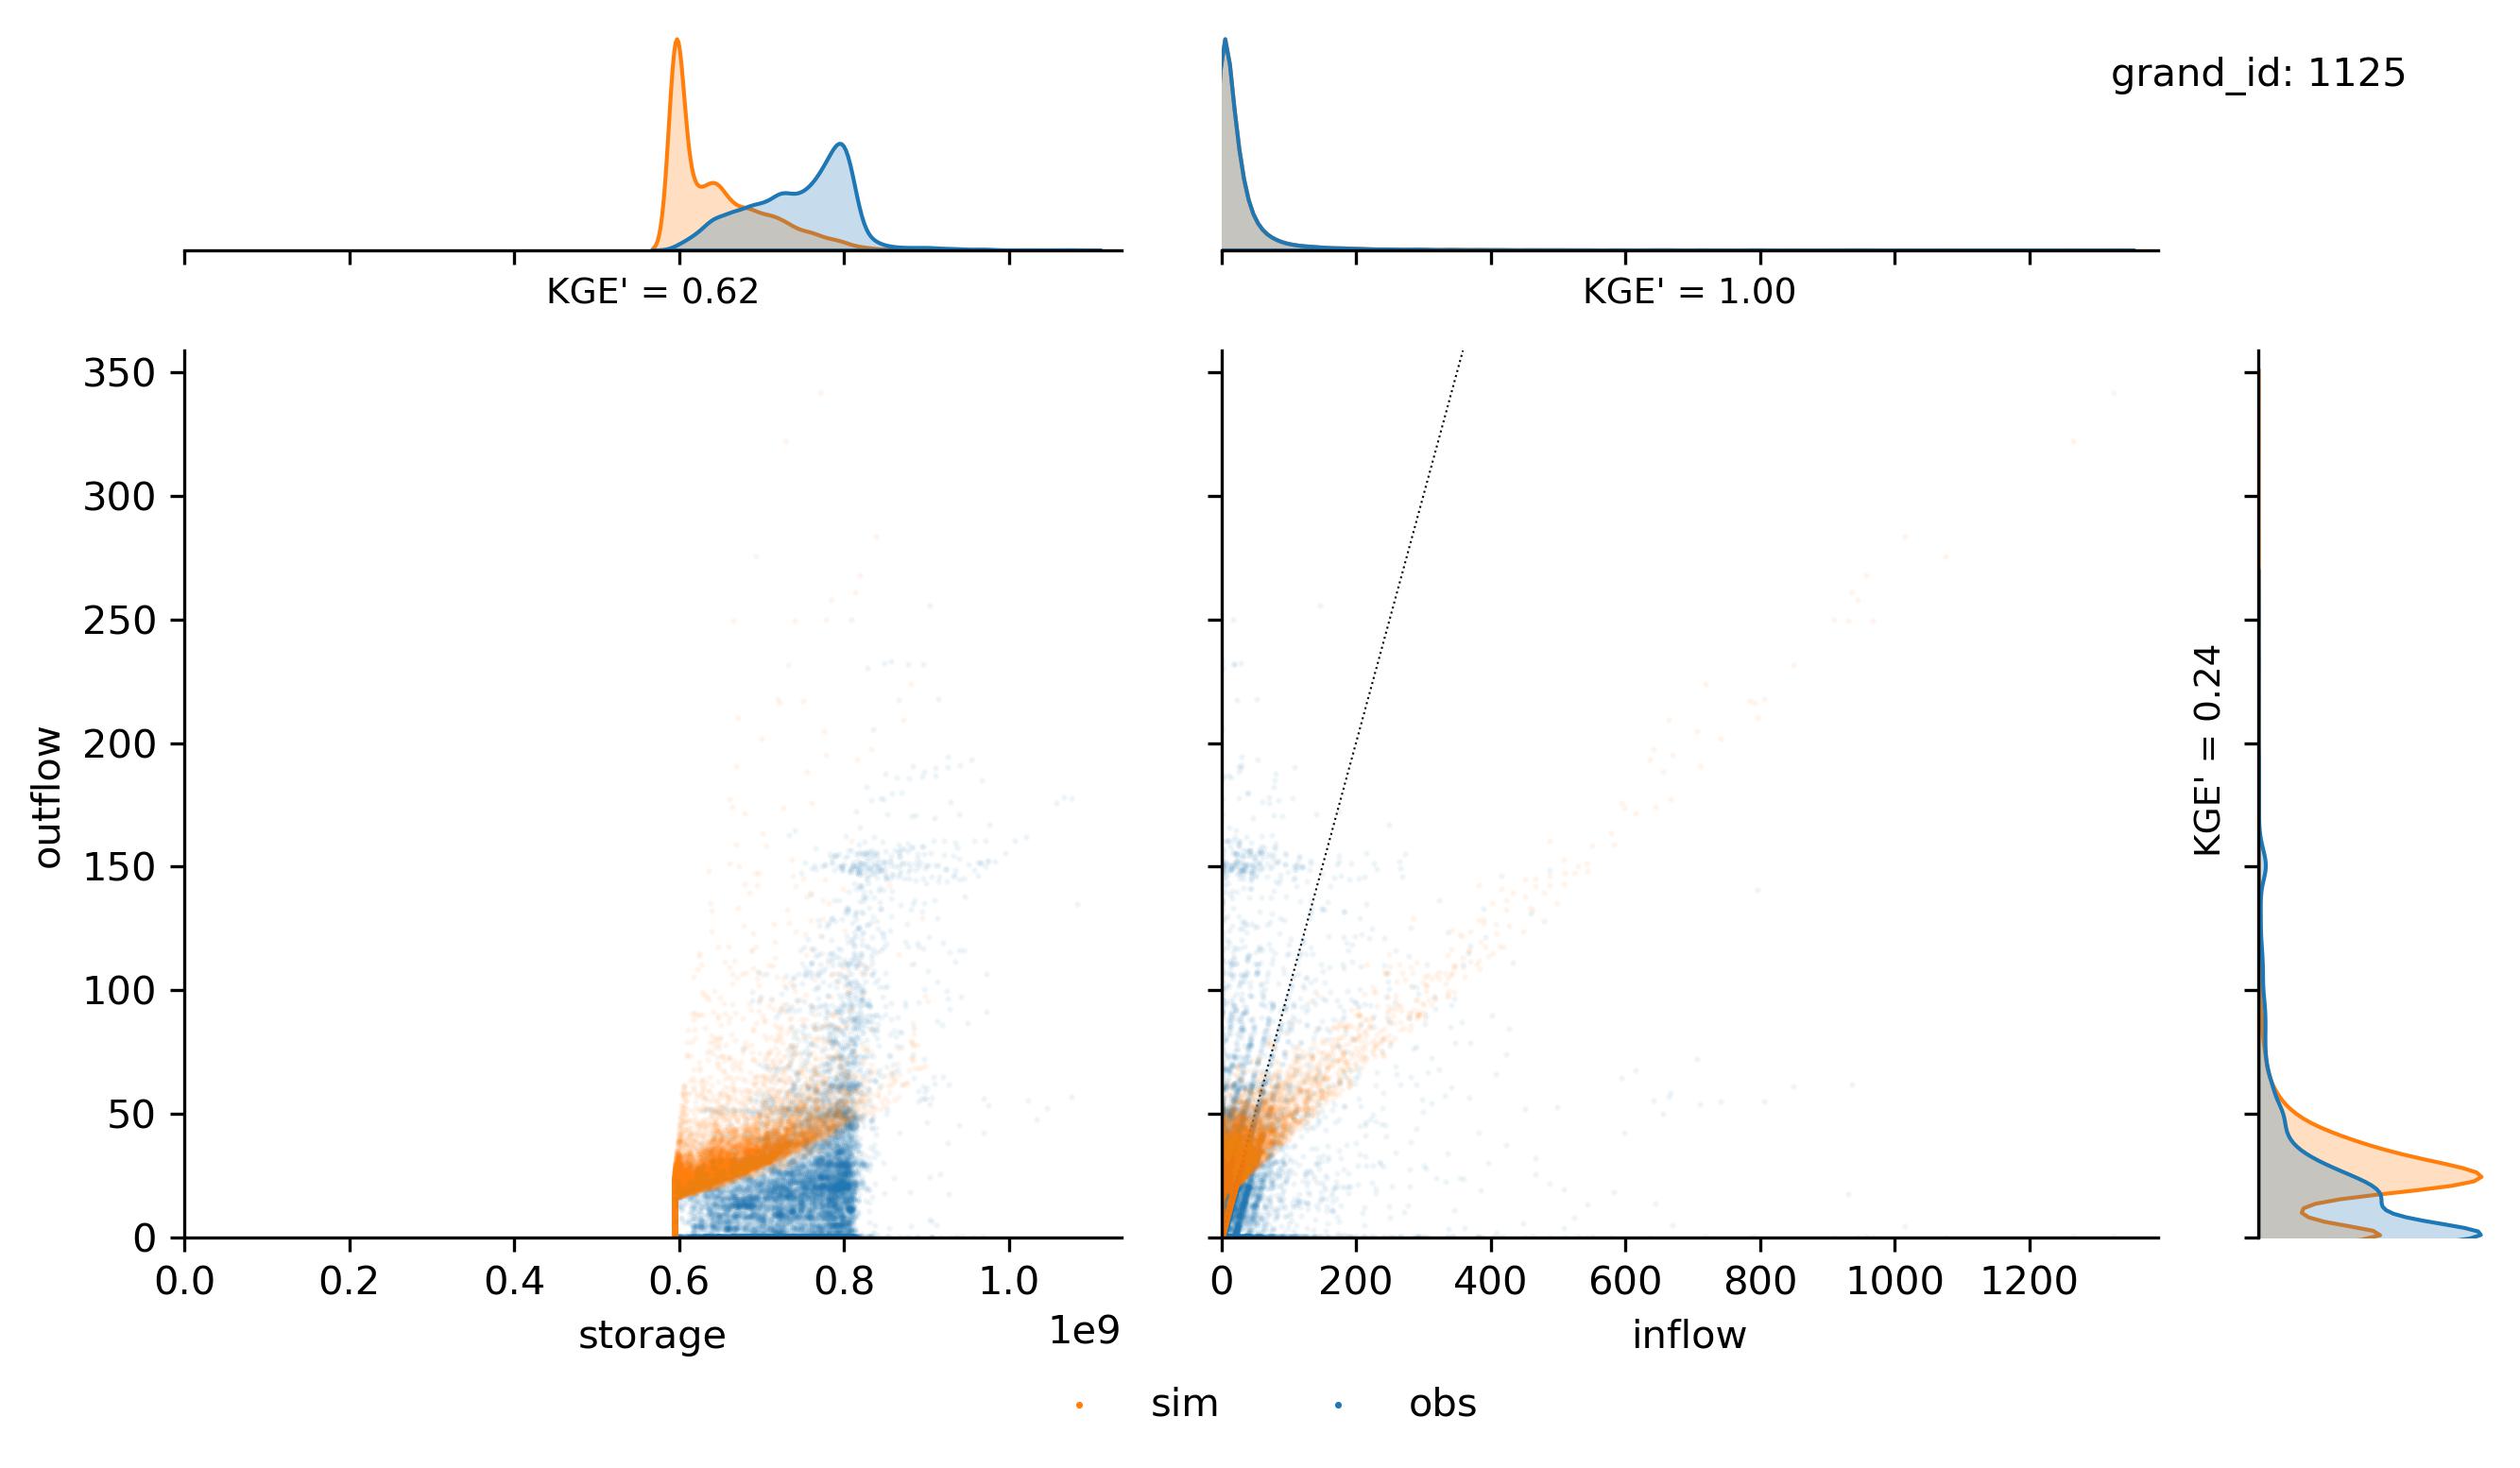 grand_id: 1125
KGE' = 0.62
KGE' = 1.00
350
300
250
200
150
100
50
0
outflow
KGE' = 0.24
0.0 0.2 0.4 0.6 0.8 1.0
1e9
storage
0 200 400 600 800 1000 1200
inflow
sim obs